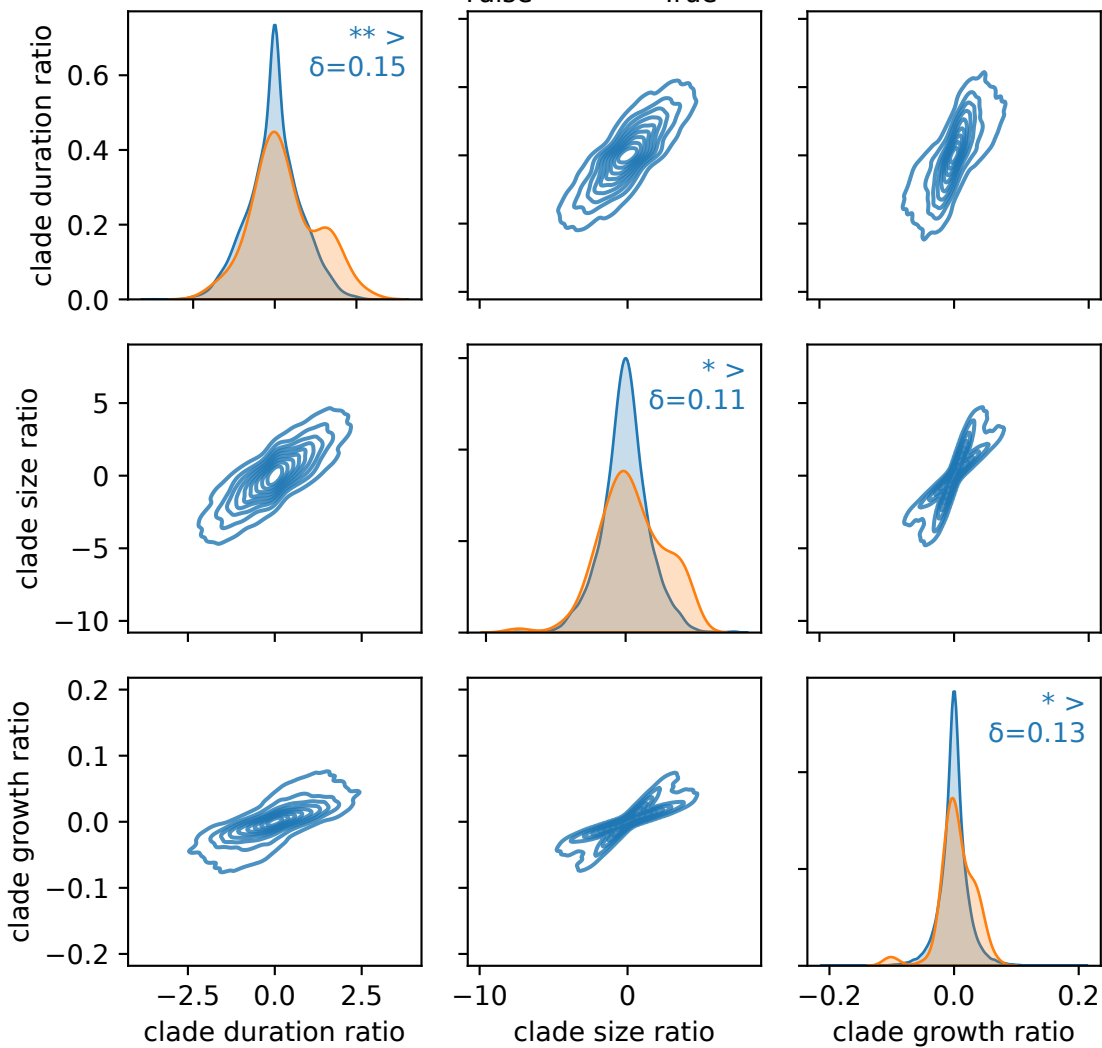 True
clade duration ratio
0.6
0.4
0.2
0.0
** >
δ=0.15
clade size ratio
5
0
−5
−10
* >
δ=0.11
clade growth ratio
0.2
0.1
0.0
−0.1
−0.2
* >
δ=0.13
−2.5 0.0 2.5
−10 0
−0.2 0.0 0.2
clade duration ratio
clade size ratio
clade growth ratio